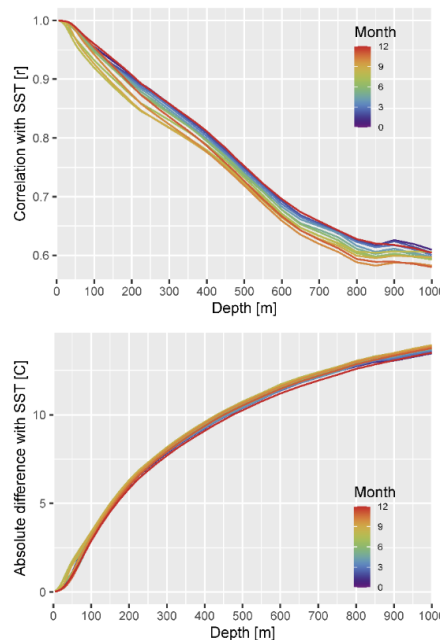 1.0
0.9
0.8
0.7
0.6
Correlation with SST [r]
Month
12
9
6
3
0
0 100 200 300 400 500 600 700 800 900 1000
Depth [m]
10
5
0
Absolute difference with SST [C]
Month
12
9
6
3
0
0 100 200 300 400 500 600 700 800 900 1000
Depth [m]